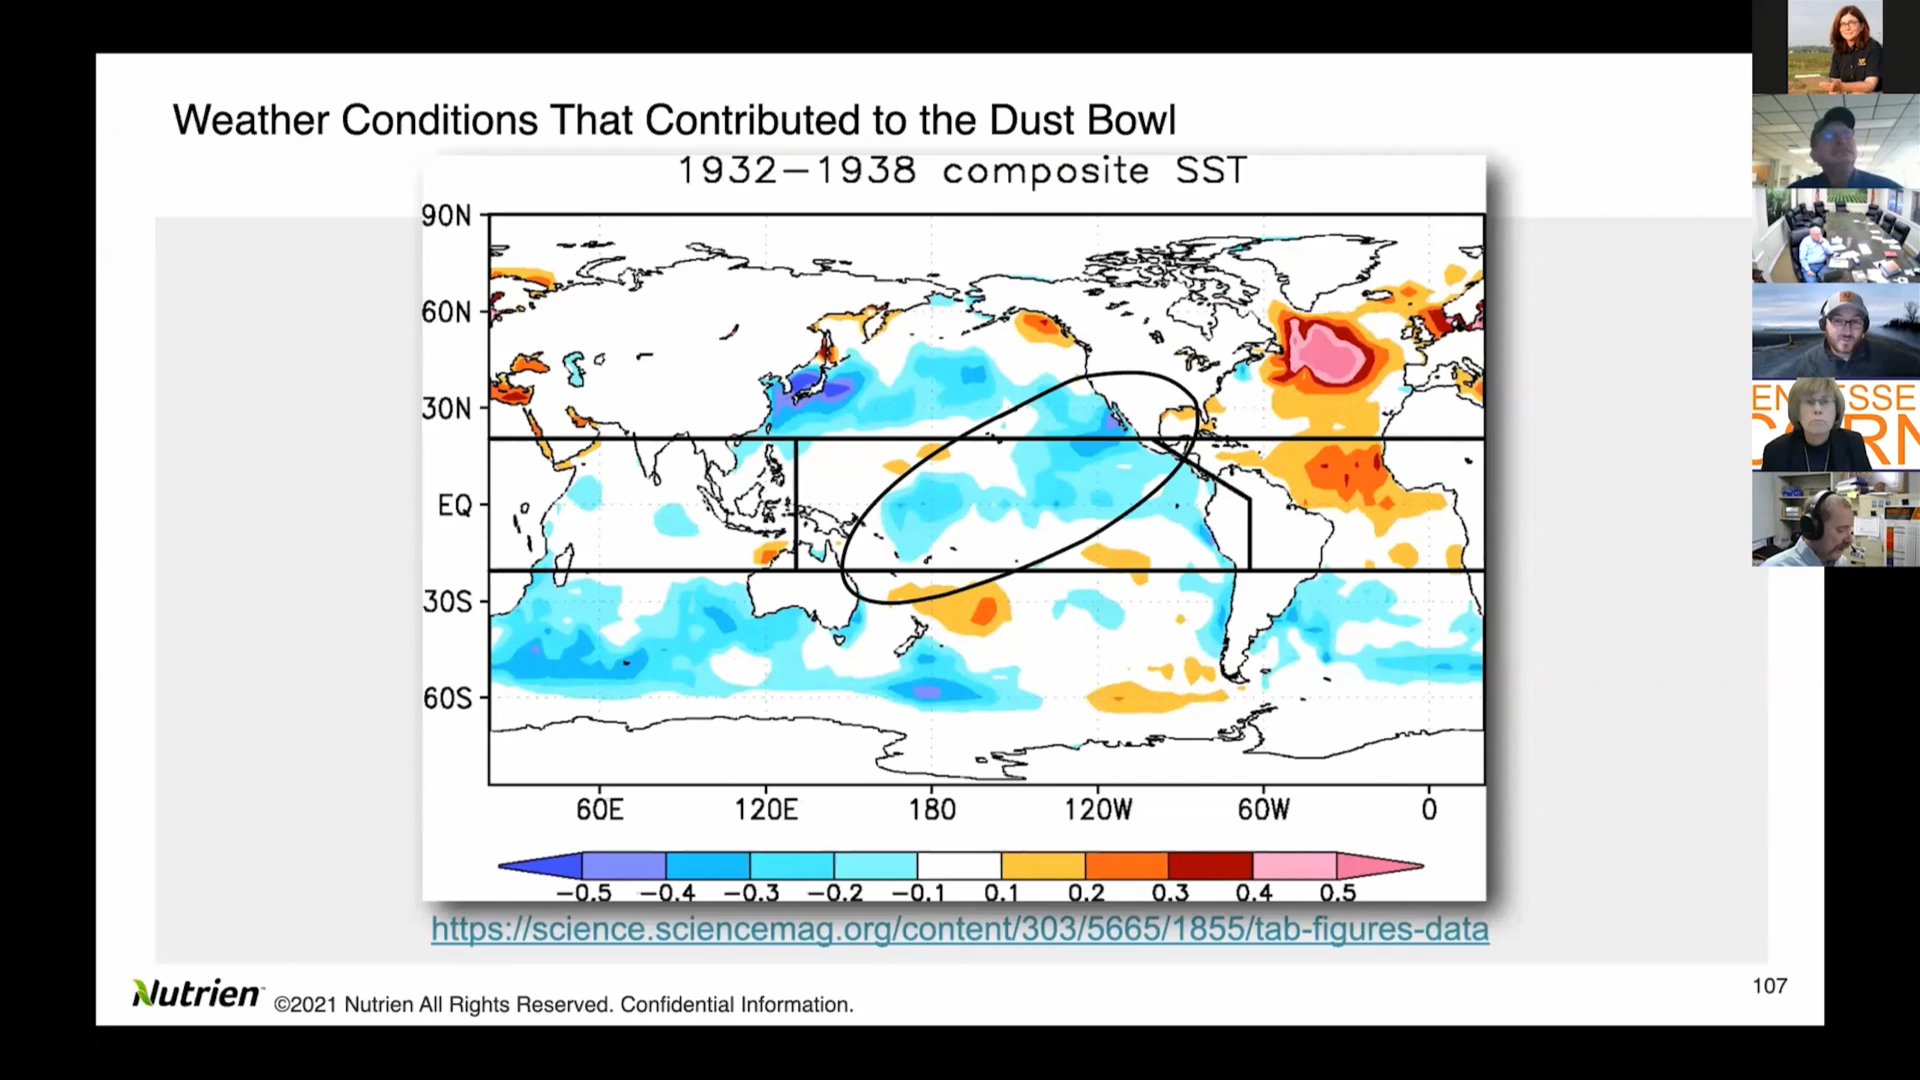 Weather Conditions That Contributed to the Dust Bowl
1932-1938 composite SST
90N
60N
30N
EQ
30S
60S
60E 120E 180 120W 60W 0
-0.5 -0.4 -0.3 -0.2 -0.1 0.1 0.2 0.3 0.4 0.5
https://science.sciencemag.org/content/303/5665/1855/tab-figures-data
Nutrien ©2021 Nutrien All Rights Reserved. Confidential Information.
107